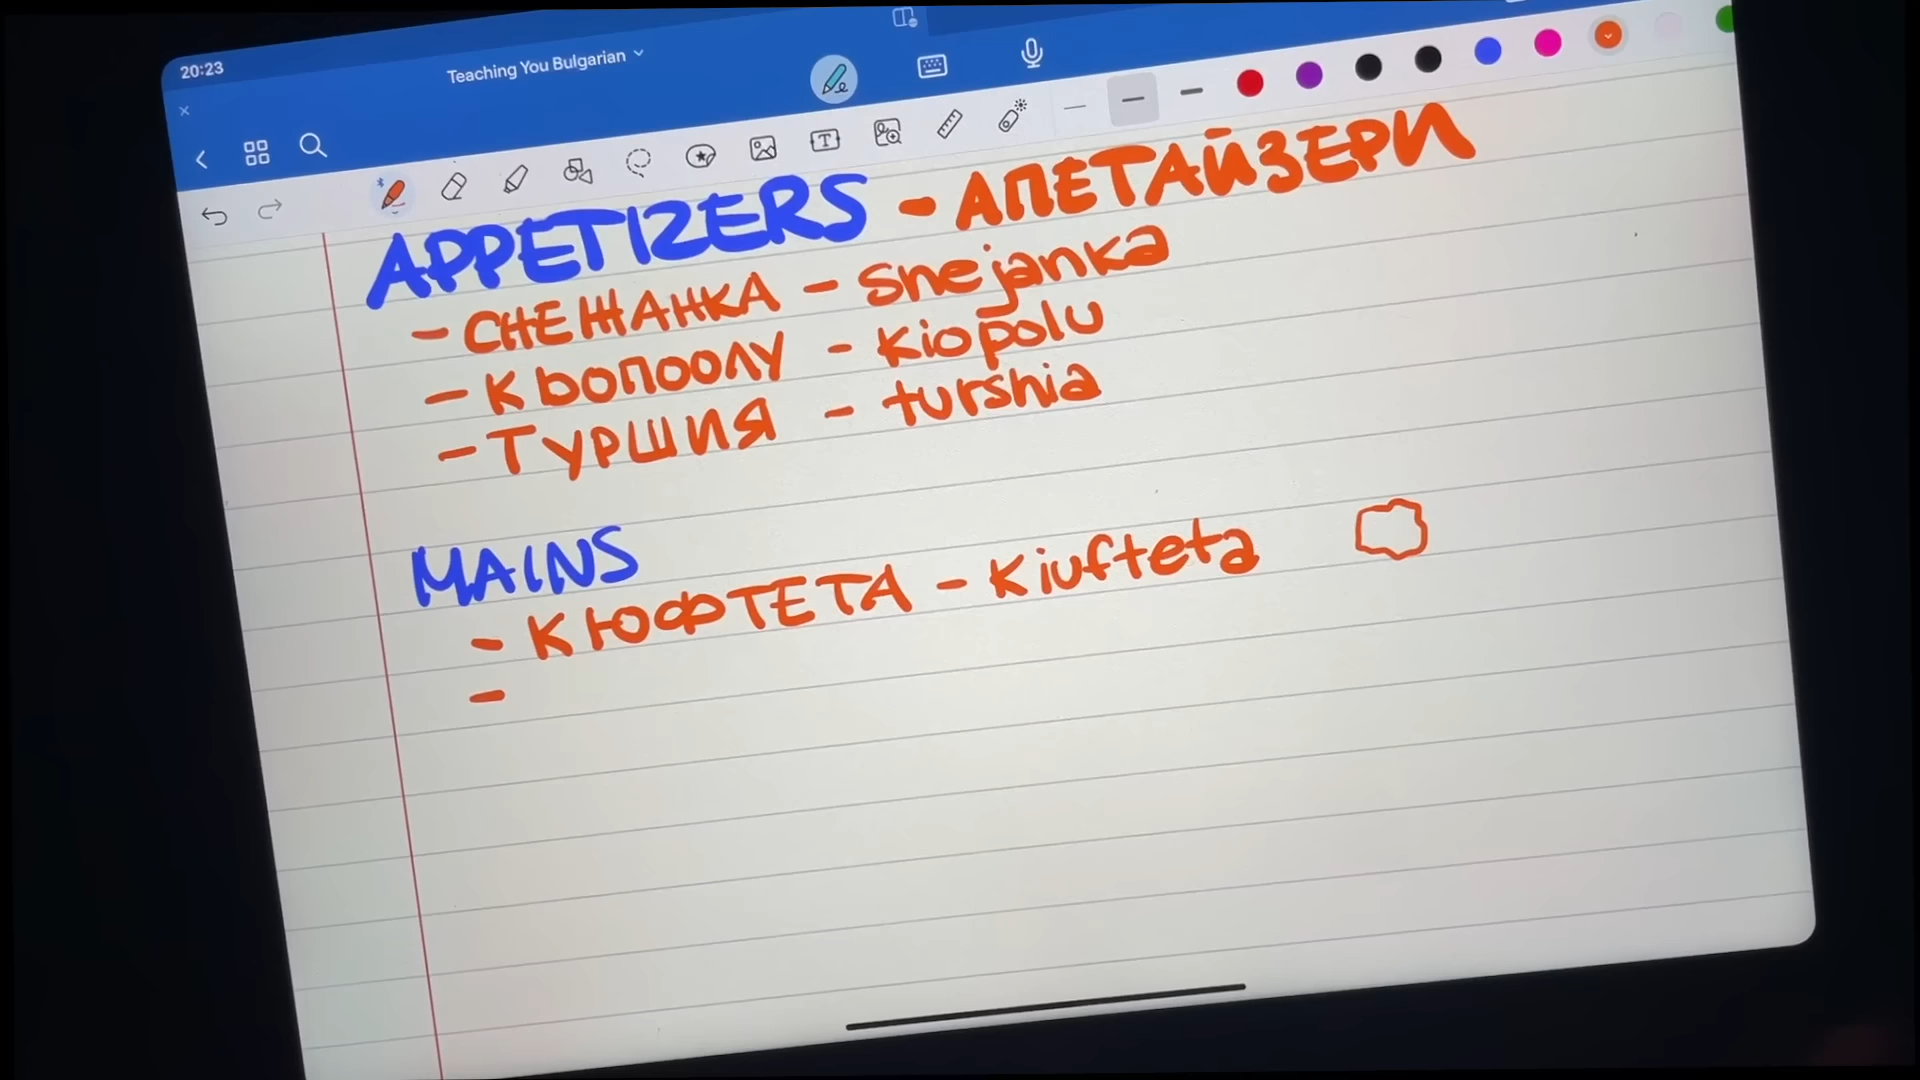 20:23
Teaching You Bulgarian
APPETIZERS - АПЕТАЙЗЕРИ
- СНЕЖАНКА - Snejanka
- КЬОПООЛУ - Kiopolu
- ТУРШИЯ - turshia
MAINS
- КЮФТЕТА - Kiufteta
-